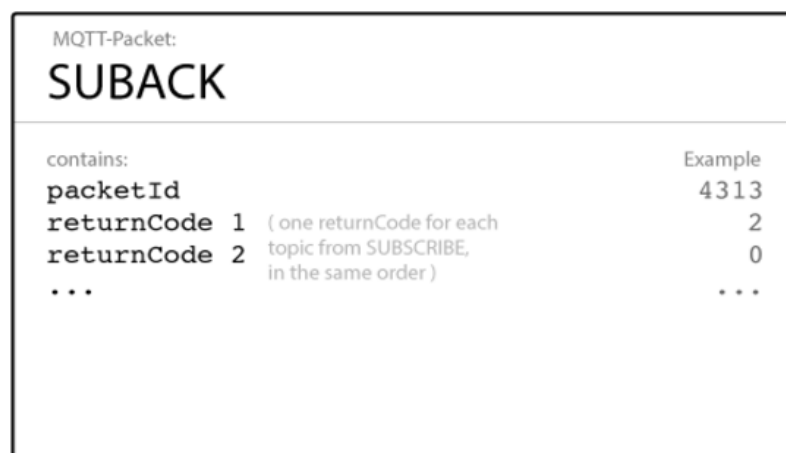 MQTT-Packet:
SUBACK
contains:
Example
packetId
4313
returnCode 1
( one returnCode for each
2
returnCode 2
topic from SUBSCRIBE,
0
in the same order )
...
...